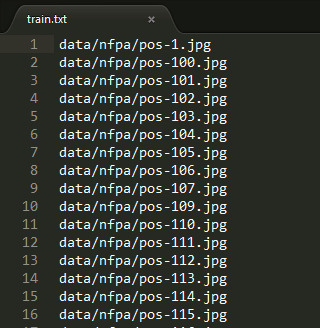 train.txt ×
1 data/nfpa/pos-1.jpg
2 data/nfpa/pos-100.jpg
3 data/nfpa/pos-101.jpg
4 data/nfpa/pos-102.jpg
5 data/nfpa/pos-103.jpg
6 data/nfpa/pos-104.jpg
7 data/nfpa/pos-105.jpg
8 data/nfpa/pos-106.jpg
9 data/nfpa/pos-107.jpg
10 data/nfpa/pos-109.jpg
11 data/nfpa/pos-110.jpg
12 data/nfpa/pos-111.jpg
13 data/nfpa/pos-112.jpg
14 data/nfpa/pos-113.jpg
15 data/nfpa/pos-114.jpg
16 data/nfpa/pos-115.jpg